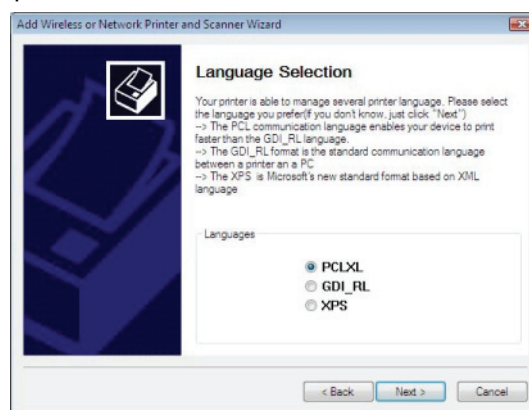 Add Wireless or Network Printer and Scanner Wizard
Language Selection
Your printer is able to manage several printer language. Please select
the language you prefer(if you don't know, just click "Next")
--> The PCL communication language enables your device to print
faster than the GDI_RL language.
--> The GDI_RL format is the standard communication language
between a printer an a PC
--> The XPS is Microsoft's new standard format based on XML
language
Languages
PCLXL
GDI_RL
XPS
< Back Next > Cancel